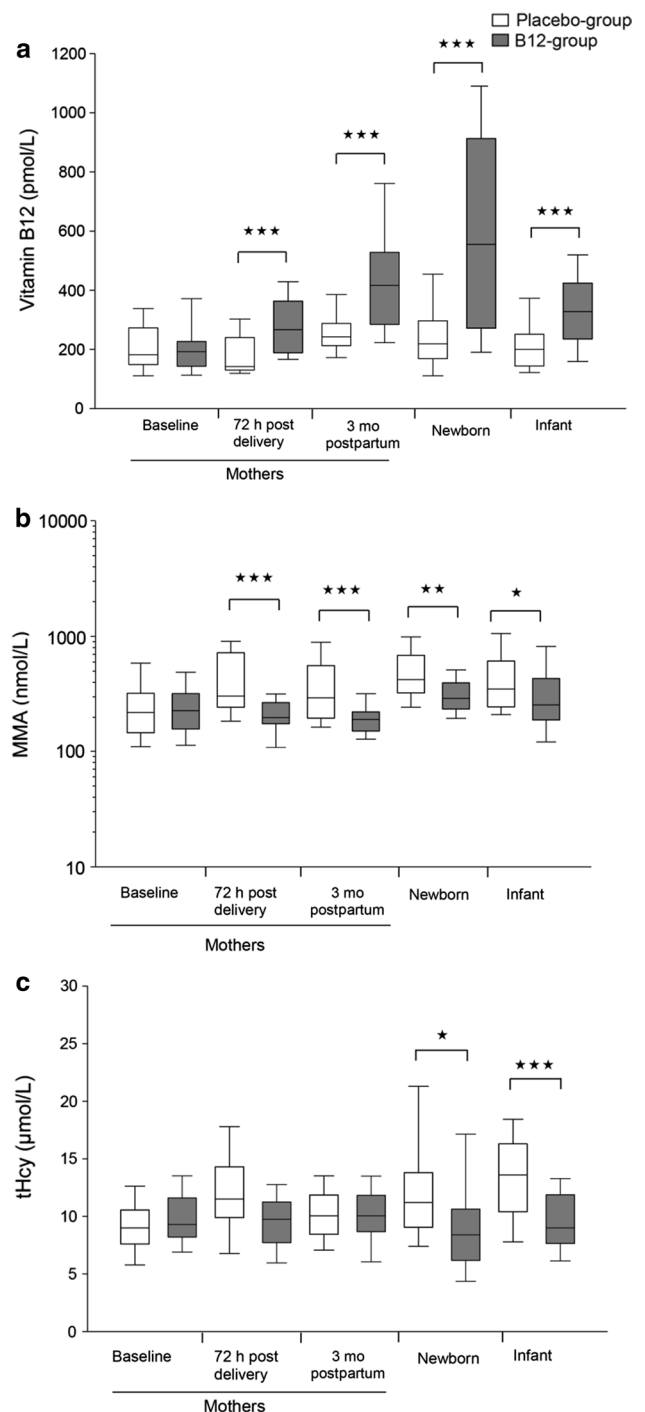 Placebo-group
B12-group
a
Vitamin B12 (pmol/L)
1200
1000
800
600
400
200
0
★★★
★★★
★★★
★★★
Baseline
72 h post
delivery
3 mo
postpartum
Newborn
Infant
Mothers
b
MMA (nmol/L)
10000
1000
100
10
★★★
★★★
★★
★
Baseline
72 h post
delivery
3 mo
postpartum
Newborn
Infant
Mothers
c
tHcy (µmol/L)
30
25
20
15
10
5
0
★
★★★
Baseline
72 h post
delivery
3 mo
postpartum
Newborn
Infant
Mothers